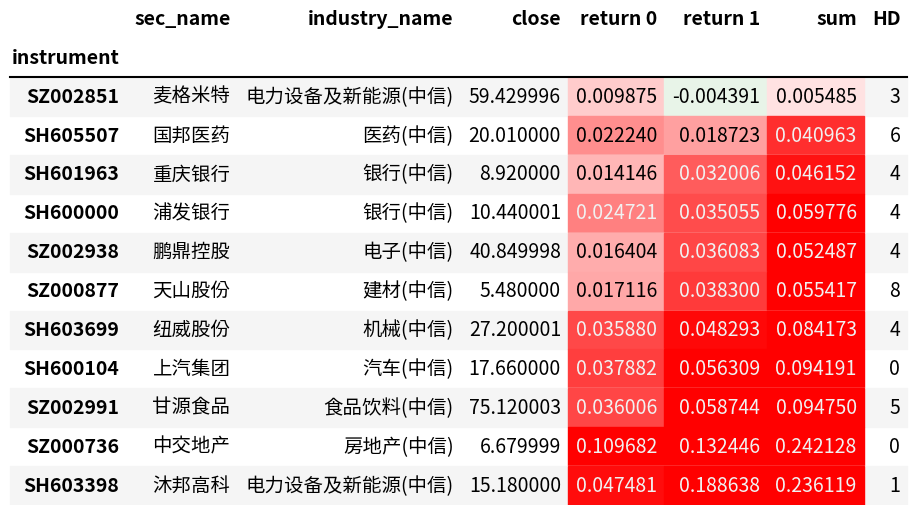 sec_name industry_name close return 0 return 1 sum HD
instrument
SZ002851 麦格米特 电力设备及新能源(中信) 59.429996 0.009875 -0.004391 0.005485 3
SH605507 国邦医药 医药(中信) 20.010000 0.022240 0.018723 0.040963 6
SH601963 重庆银行 银行(中信) 8.920000 0.014146 0.032006 0.046152 4
SH600000 浦发银行 银行(中信) 10.440001 0.024721 0.035055 0.059776 4
SZ002938 鹏鼎控股 电子(中信) 40.849998 0.016404 0.036083 0.052487 4
SZ000877 天山股份 建材(中信) 5.480000 0.017116 0.038300 0.055417 8
SH603699 纽威股份 机械(中信) 27.200001 0.035880 0.048293 0.084173 4
SH600104 上汽集团 汽车(中信) 17.660000 0.037882 0.056309 0.094191 0
SZ002991 甘源食品 食品饮料(中信) 75.120003 0.036006 0.058744 0.094750 5
SZ000736 中交地产 房地产(中信) 6.679999 0.109682 0.132446 0.242128 0
SH603398 沐邦高科 电力设备及新能源(中信) 15.180000 0.047481 0.188638 0.236119 1